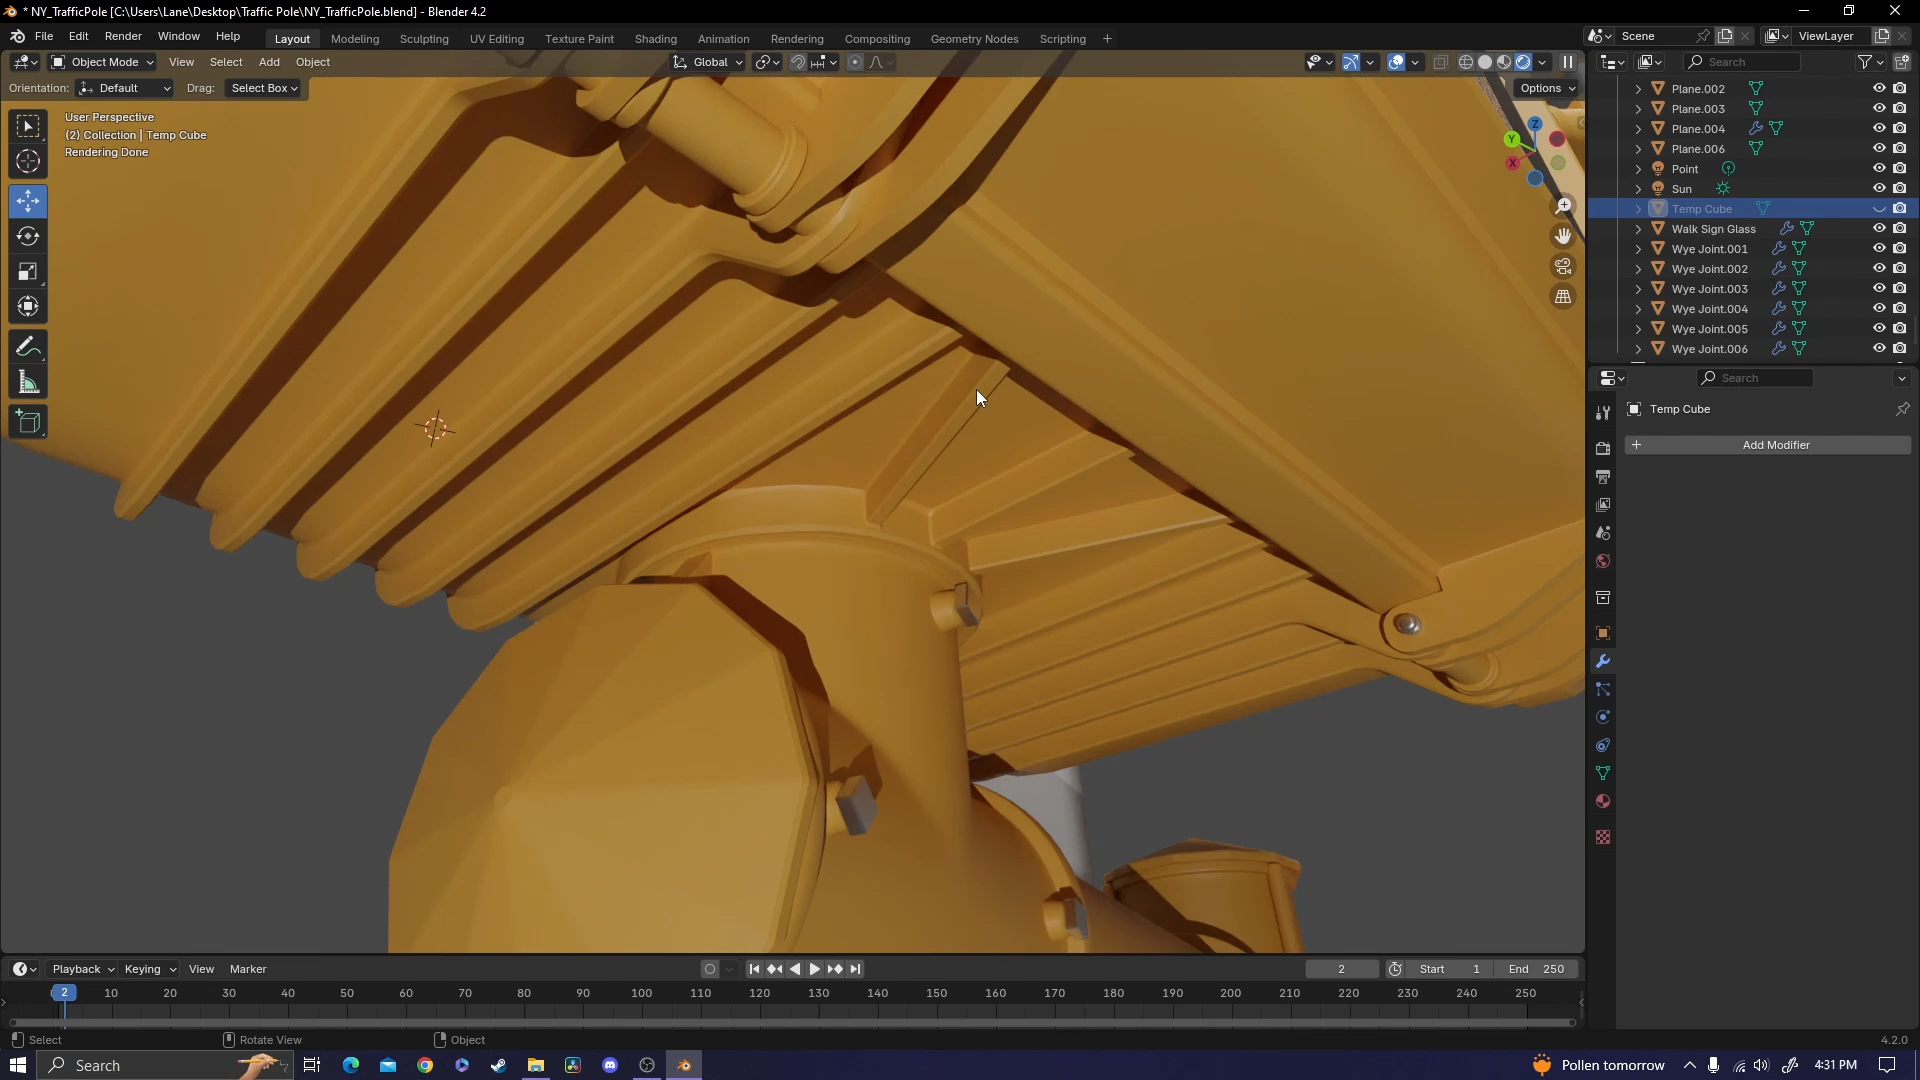 * NY_TrafficPole [C:\Users\Lane\Desktop\Traffic Pole\NY_TrafficPole.blend] - Blender 4.2
File Edit Render Window Help Layout Modeling Sculpting UV Editing Texture Paint Shading Animation Rendering Compositing Geometry Nodes Scripting + Scene ViewLayer
Object Mode View Select Add Object Global Search
Orientation: Default Drag: Select Box Options
User Perspective
(2) Collection | Temp Cube
Rendering Done
Z
Y
X
Plane.002
Plane.003
Plane.004
Plane.006
Point
Sun
Temp Cube
Walk Sign Glass
Wye Joint.001
Wye Joint.002
Wye Joint.003
Wye Joint.004
Wye Joint.005
Wye Joint.006
Search
Temp Cube
+ Add Modifier
Playback Keying View Marker 2 Start 1 End 250
2 10 20 30 40 50 60 70 80 90 100 110 120 130 140 150 160 170 180 190 200 210 220 230 240 250
Select Rotate View Object 4.2.0
Search Pollen tomorrow 4:31 PM